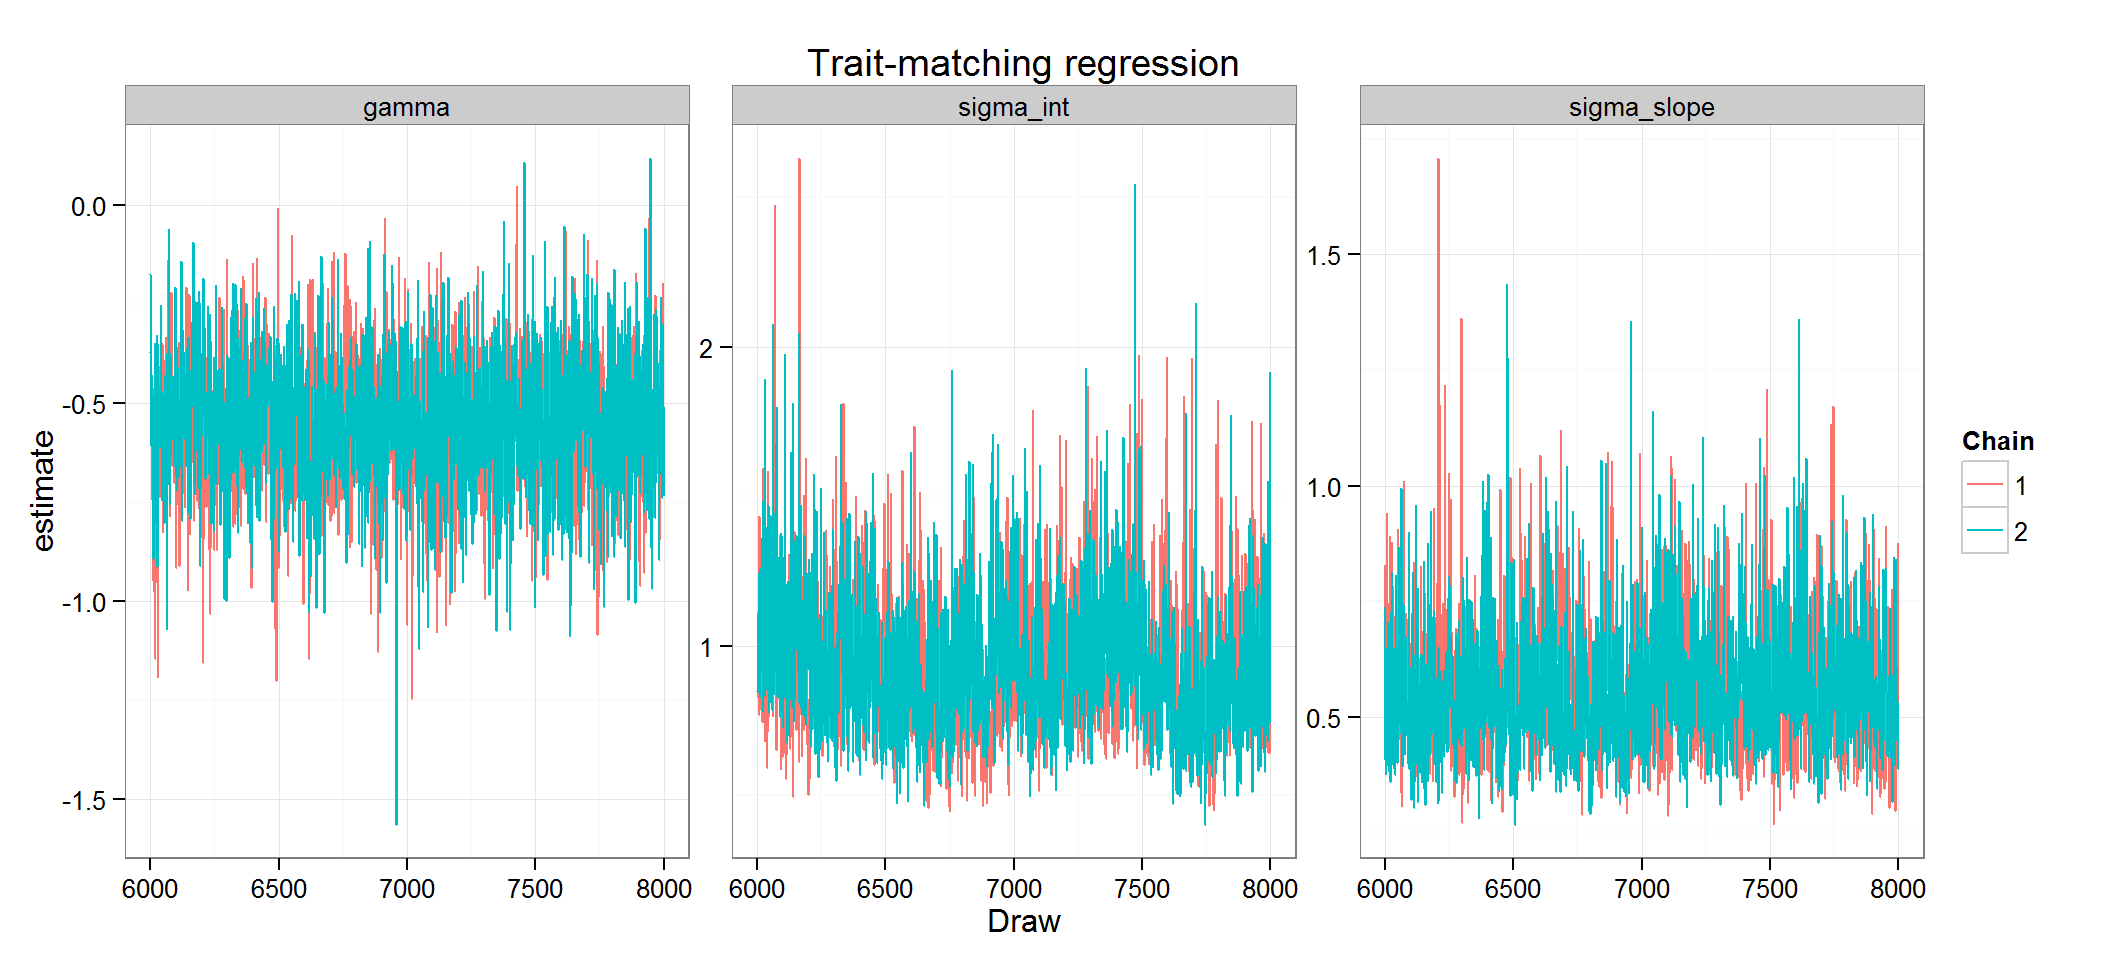 Trait-matching regression
gamma
sigma_int
sigma_slope
estimate
0.0
-0.5
-1.0
-1.5
2
1
1.5
1.0
0.5
6000 6500 7000 7500 8000
6000 6500 7000 7500 8000
6000 6500 7000 7500 8000
Draw
Chain
1
2